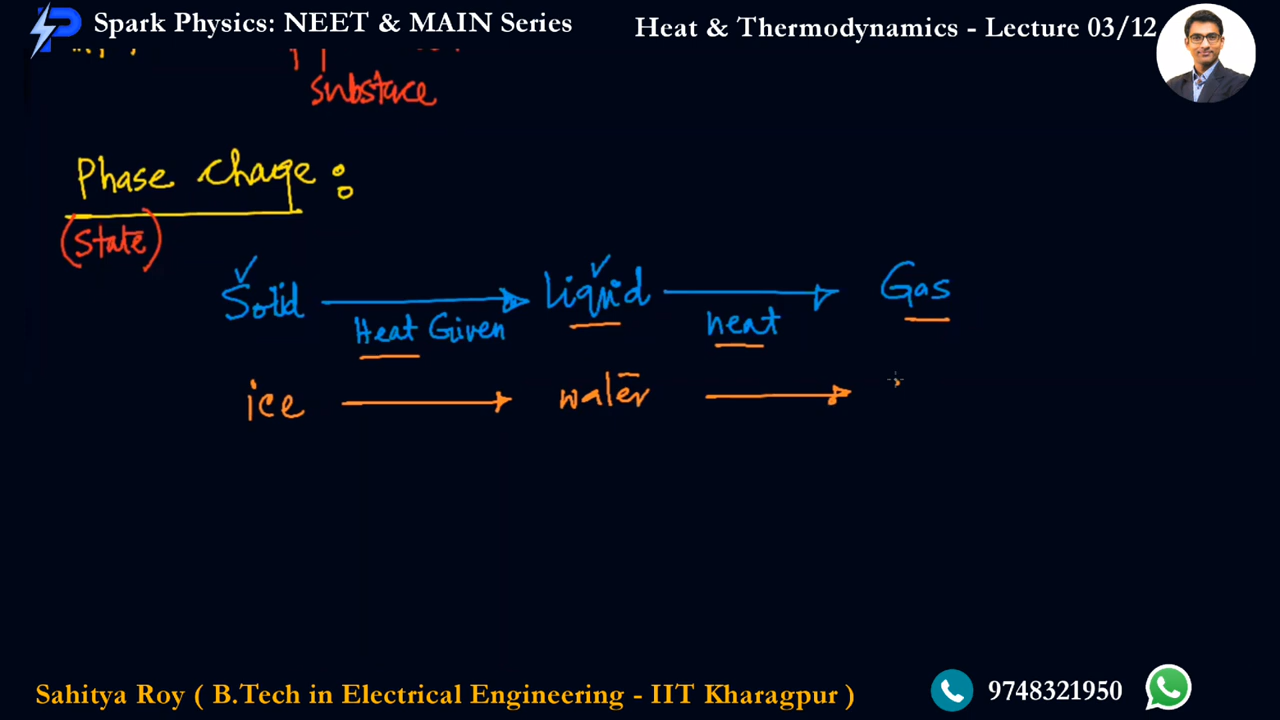 Spark Physics: NEET & MAIN Series
Heat & Thermodynamics - Lecture 03/12
substace
Phase chage :
(State)
Solid Heat Given Liquid heat Gas
ice water
Sahitya Roy ( B.Tech in Electrical Engineering - IIT Kharagpur )
9748321950